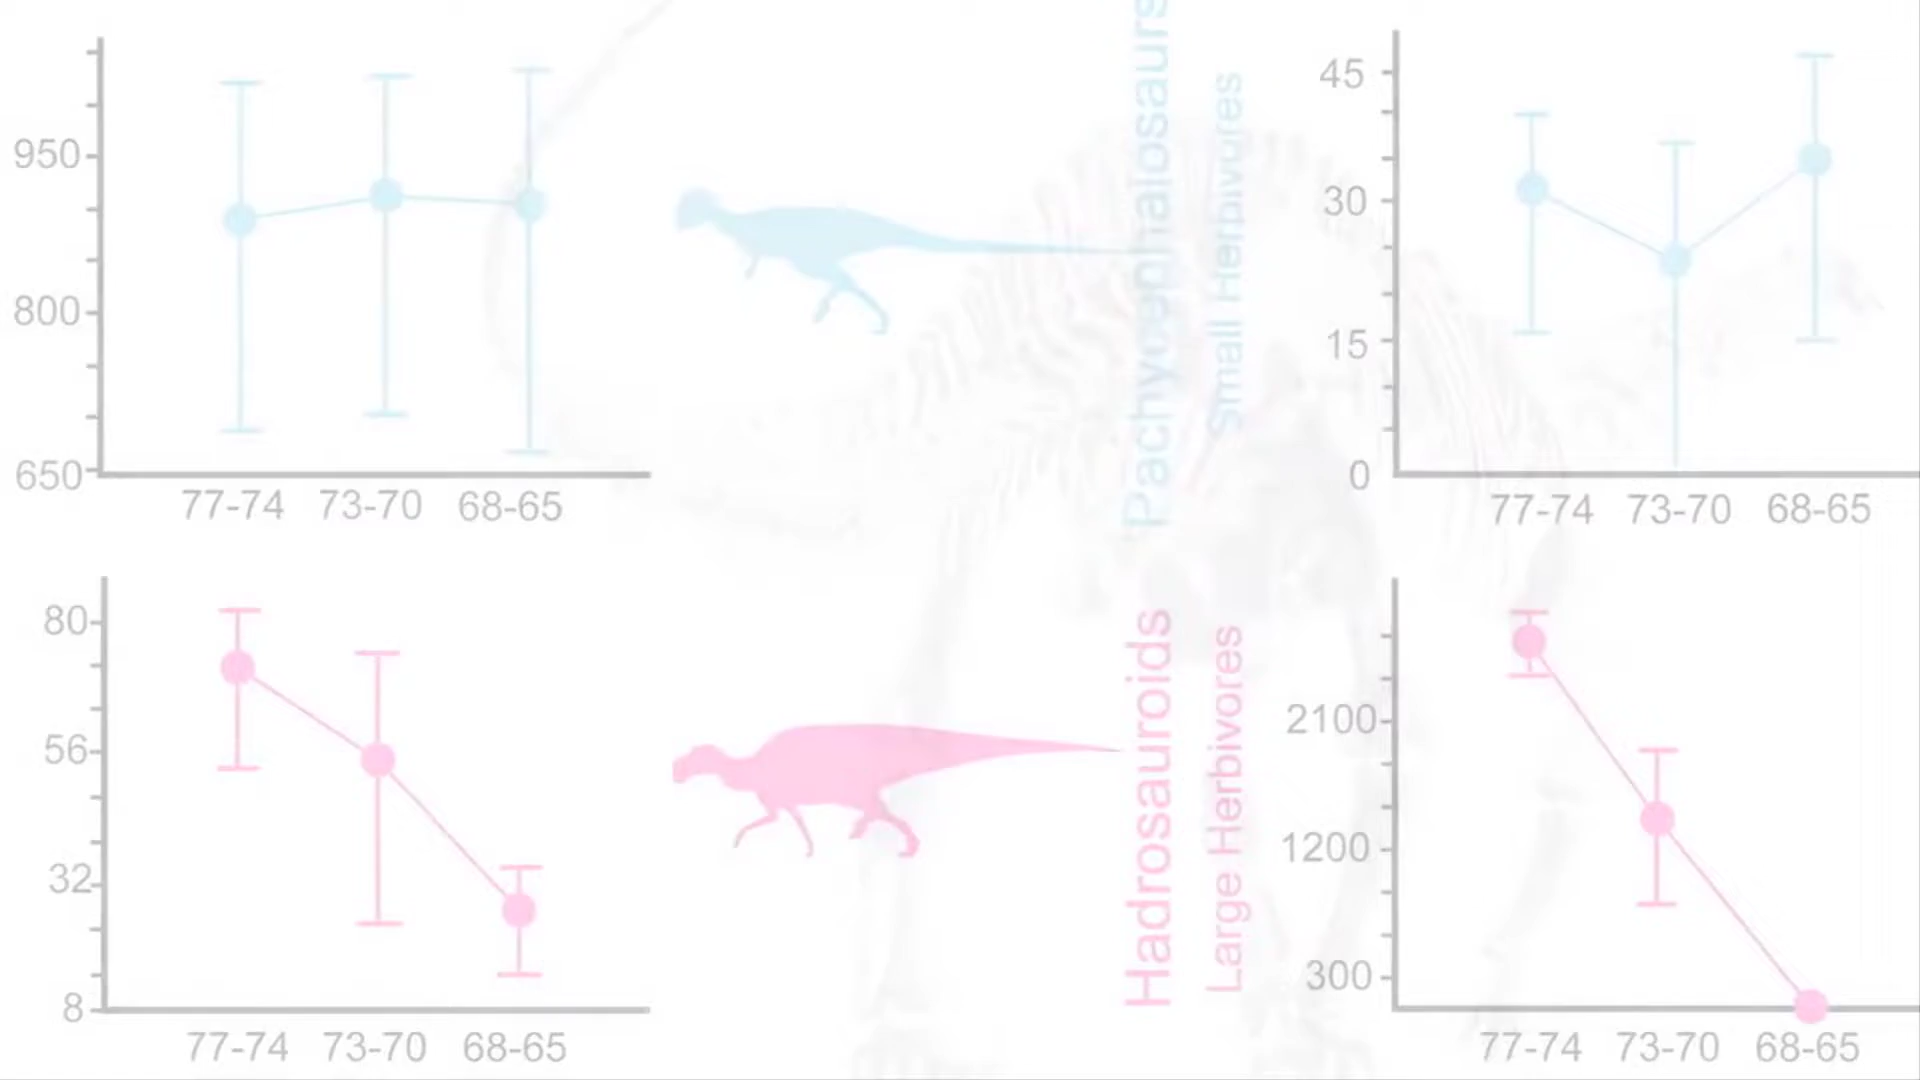 950
800
650
77-74 73-70 68-65
Pachycephalosaurs
Small Herbivores
45
30
15
0
77-74 73-70 68-65
80
56
32
8
77-74 73-70 68-65
Hadrosauroids
Large Herbivores
2100
1200
300
77-74 73-70 68-65